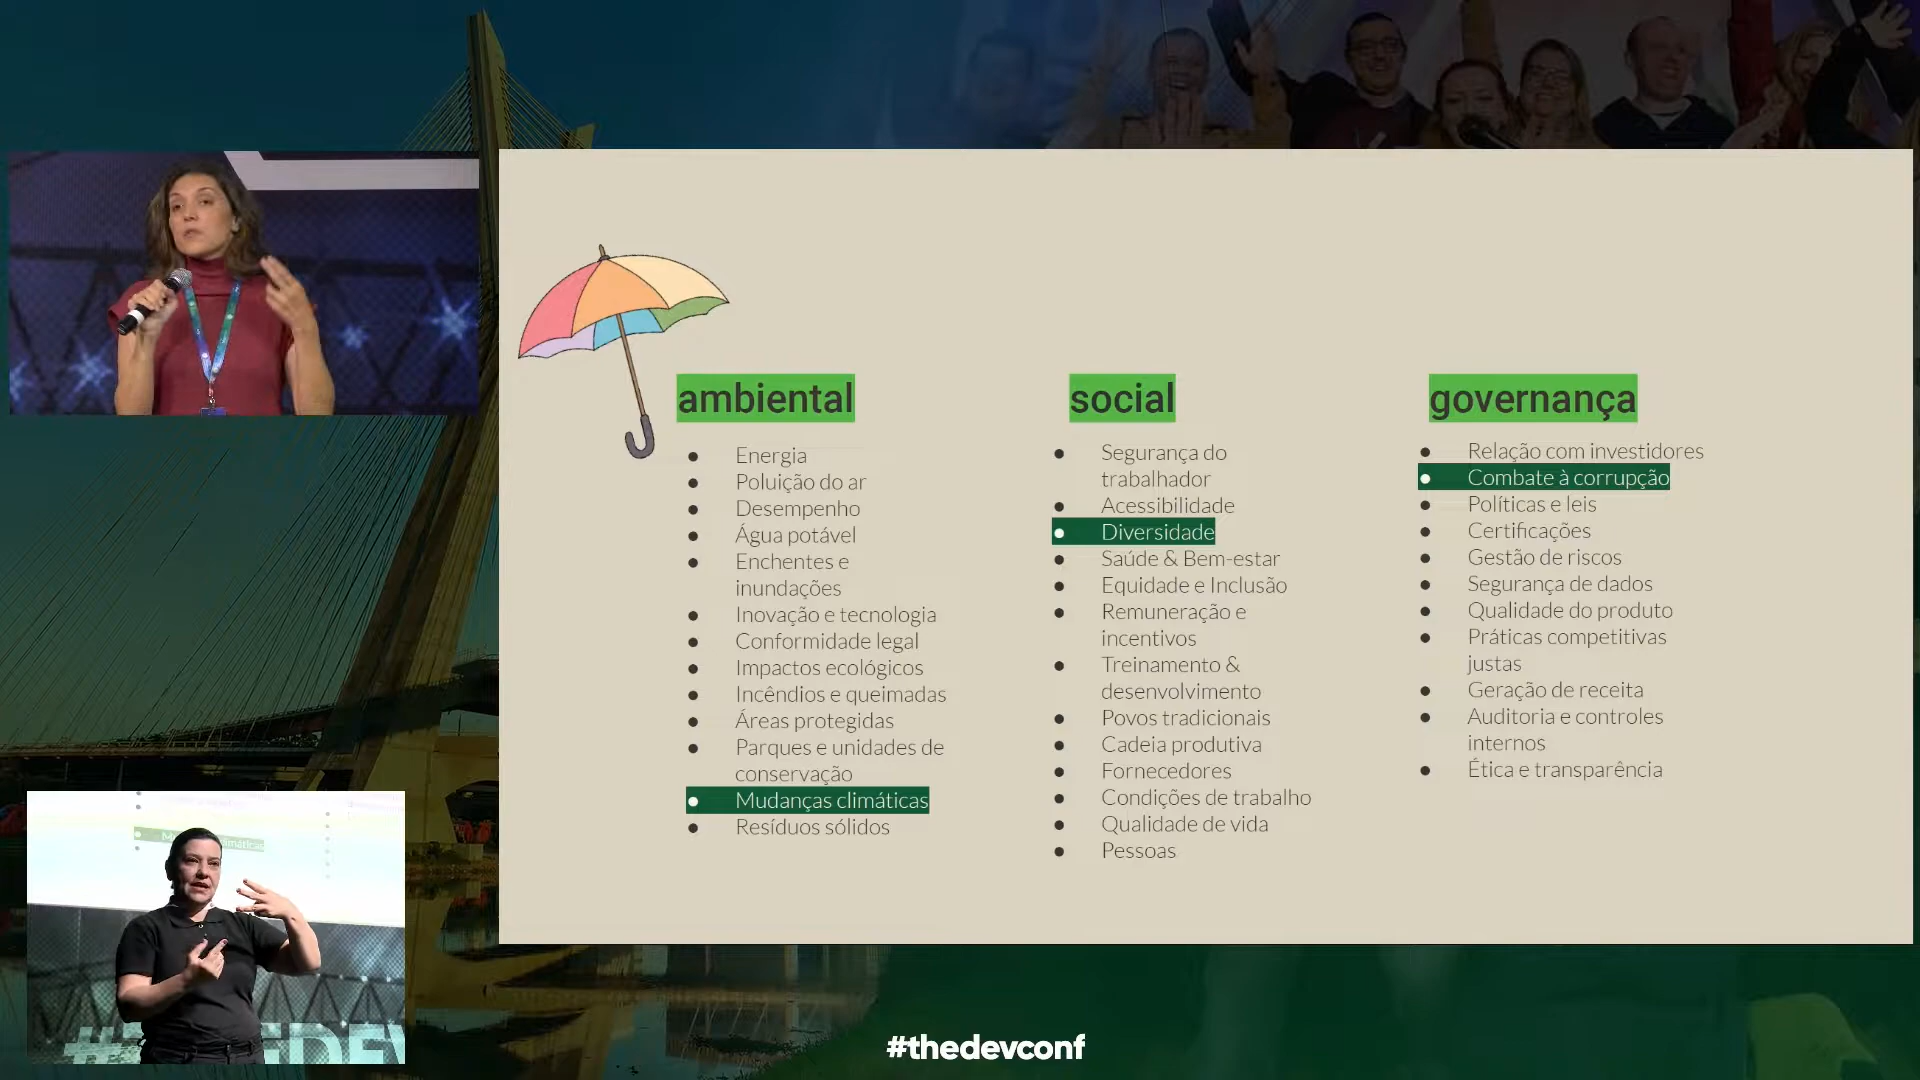 ambiental
Energia
Poluição do ar
Desempenho
Água potável
Enchentes e
inundações
Inovação e tecnologia
Conformidade legal
Impactos ecológicos
Incêndios e queimadas
Áreas protegidas
Parques e unidades de
conservação
Mudanças climáticas
Resíduos sólidos
social
Segurança do
trabalhador
Acessibilidade
Diversidade
Saúde & Bem-estar
Equidade e Inclusão
Remuneração e
incentivos
Treinamento &
desenvolvimento
Povos tradicionais
Cadeia produtiva
Fornecedores
Condições de trabalho
Qualidade de vida
Pessoas
governança
Relação com investidores
Combate à corrupção
Políticas e leis
Certificações
Gestão de riscos
Segurança de dados
Qualidade do produto
Práticas competitivas
justas
Geração de receita
Auditoria e controles
internos
Ética e transparência
#thedevconf